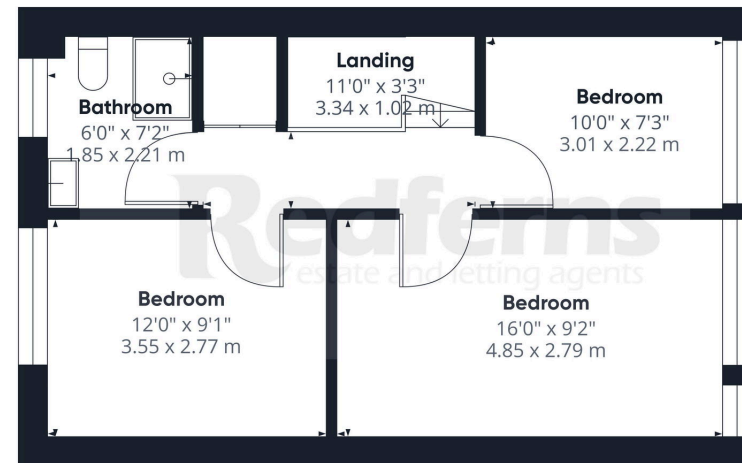 Landing
11'0" x 3'3"
3.34 x 1.02 m
Bathroom
6'0" x 7'2"
1.85 x 2.21 m
Bedroom
10'0" x 7'3"
3.01 x 2.22 m
Redferns
estate and letting agents
Bedroom
12'0" x 9'1"
3.55 x 2.77 m
Bedroom
16'0" x 9'2"
4.85 x 2.79 m